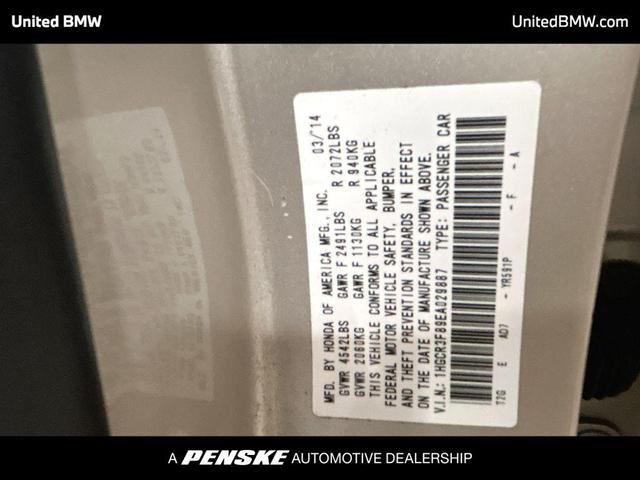 United BMW
UnitedBMW.com
MFD. BY HONDA OF AMERICA MFG., INC. 03/14
GVWR 4542LBS GAWR F 2491LBS R 2072LBS
GVWR 2060KG GAWR F 1130KG R 940KG
THIS VEHICLE CONFORMS TO ALL APPLICABLE
FEDERAL MOTOR VEHICLE SAFETY, BUMPER,
AND THEFT PREVENTION STANDARDS IN EFFECT
ON THE DATE OF MANUFACTURE SHOWN ABOVE.
V.I.N.: 1HGCR3F89EA029887 TYPE: PASSENGER CAR
T2G E AD7 - YR591P - F - A
A PENSKE AUTOMOTIVE DEALERSHIP